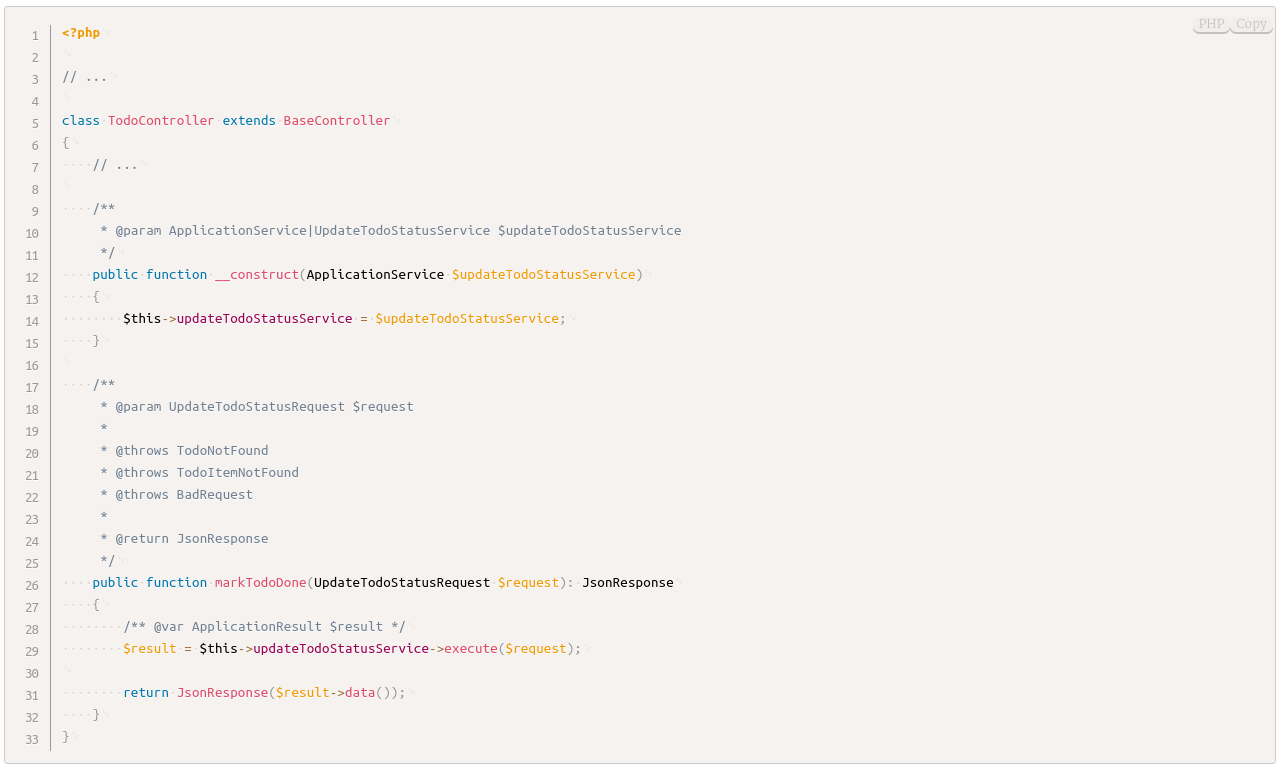 PHP Copy
1 <?php
2
3 // ...
4
5 class TodoController extends BaseController
6 {
7     // ...
8
9     /**
10      * @param ApplicationService|UpdateTodoStatusService $updateTodoStatusService
11      */
12     public function __construct(ApplicationService $updateTodoStatusService)
13     {
14         $this->updateTodoStatusService = $updateTodoStatusService;
15     }
16
17     /**
18      * @param UpdateTodoStatusRequest $request
19      *
20      * @throws TodoNotFound
21      * @throws TodoItemNotFound
22      * @throws BadRequest
23      *
24      * @return JsonResponse
25      */
26     public function markTodoDone(UpdateTodoStatusRequest $request): JsonResponse
27     {
28         /** @var ApplicationResult $result */
29         $result = $this->updateTodoStatusService->execute($request);
30
31         return JsonResponse($result->data());
32     }
33 }